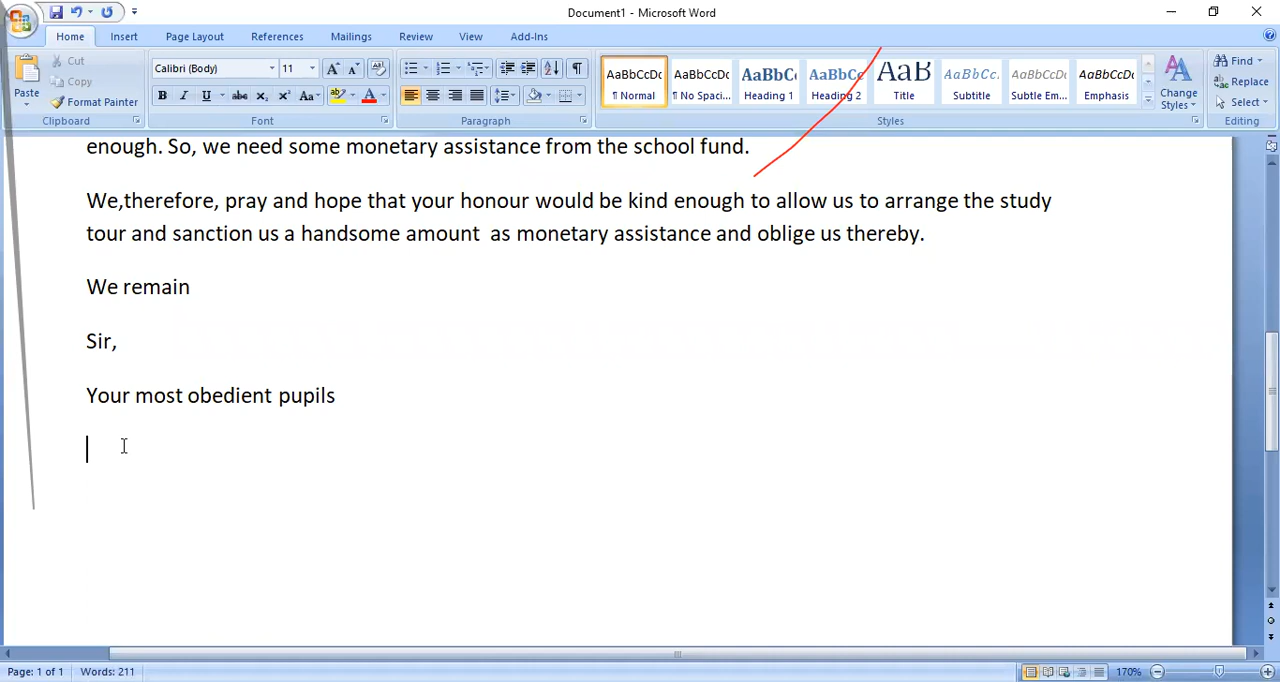 Document1 - Microsoft Word
Home Insert Page Layout References Mailings Review View Add-Ins
Paste
Cut
Copy
Format Painter
Clipboard
Calibri (Body) 11
Font
Paragraph
AaBbCcDc AaBbCcDc AaBbC AaBbCc AaB AaBbCc. AaBbCcDc AaBbCcDc
¶ Normal ¶ No Spaci... Heading 1 Heading 2 Title Subtitle Subtle Em... Emphasis
Change
Styles
Styles
Find
Replace
Select
Editing
enough. So, we need some monetary assistance from the school fund.
We,therefore, pray and hope that your honour would be kind enough to allow us to arrange the study
tour and sanction us a handsome amount as monetary assistance and oblige us thereby.
We remain
Sir,
Your most obedient pupils
Page: 1 of 1 Words: 211 170%